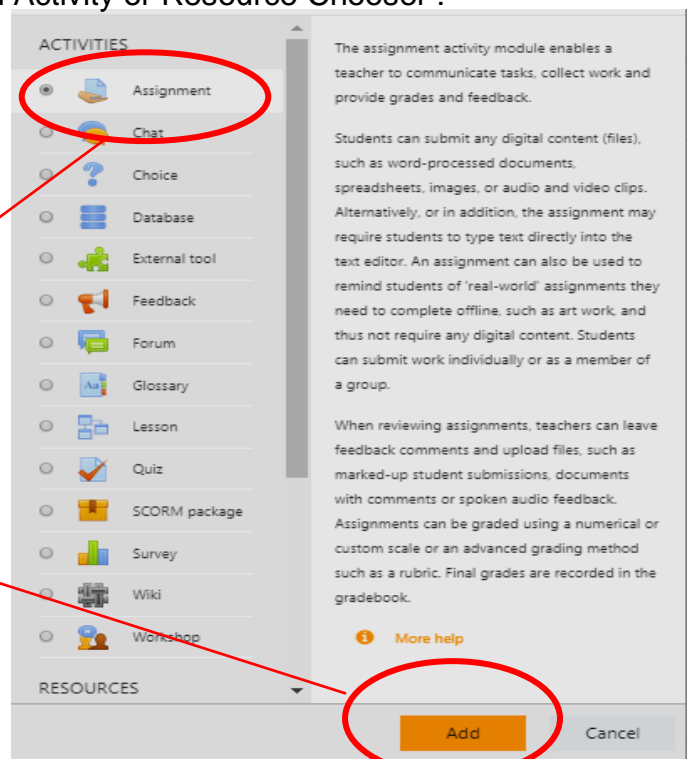 Activity or Resource Chooser".
ACTIVITIES
Assignment
Chat
Choice
Database
External tool
Feedback
Forum
Glossary
Lesson
Quiz
SCORM package
Survey
Wiki
Workshop
RESOURCES
The assignment activity module enables a
teacher to communicate tasks, collect work and
provide grades and feedback.
Students can submit any digital content (files),
such as word-processed documents,
spreadsheets, images, or audio and video clips.
Alternatively, or in addition, the assignment may
require students to type text directly into the
text editor. An assignment can also be used to
remind students of 'real-world' assignments they
need to complete offline, such as art work, and
thus not require any digital content. Students
can submit work individually or as a member of
a group.
When reviewing assignments, teachers can leave
feedback comments and upload files, such as
marked-up student submissions, documents
with comments or spoken audio feedback.
Assignments can be graded using a numerical or
custom scale or an advanced grading method
such as a rubric. Final grades are recorded in the
gradebook.
More help
Add
Cancel